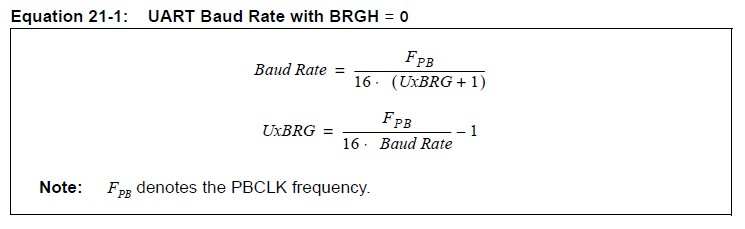 Equation 21-1: UART Baud Rate with BRGH = 0
Baud Rate = F_PB / 16 · (UxBRG + 1)
UxBRG = F_PB / 16 · Baud Rate – 1
Note: F_PB denotes the PBCLK frequency.